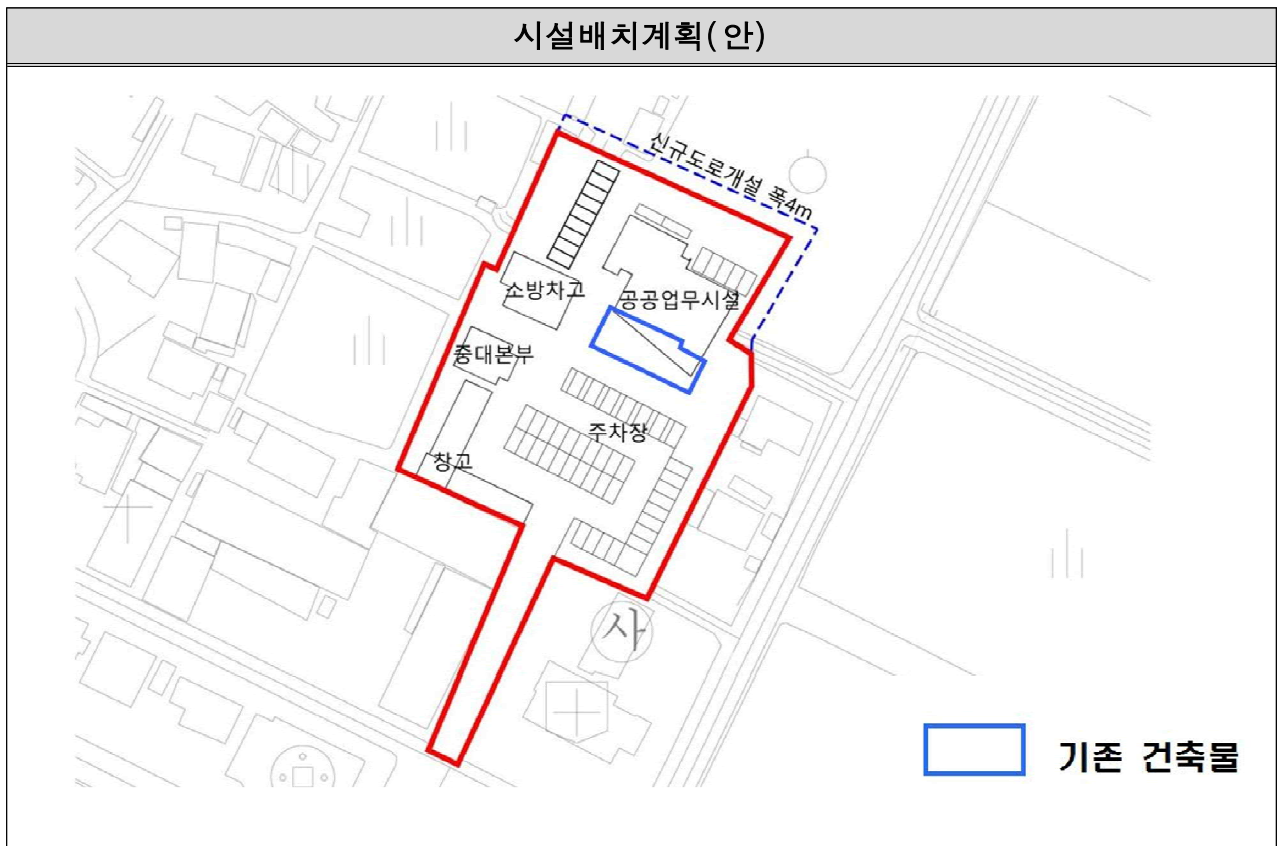 시설배치계획(안)
신규도로개설 폭4m
소방차고
공공업무시설
중대본부
주차장
창고
사
기존 건축물